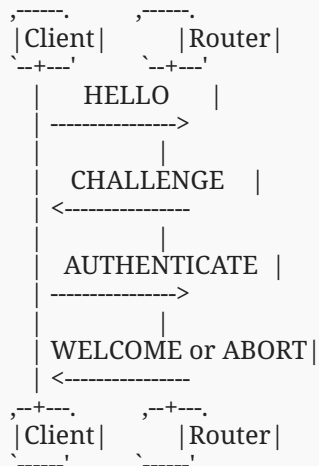 ,------.          ,------.
|Client|          |Router|
`--+---'          `--+---'
|      HELLO      |
| ---------------->
|                 |
|    CHALLENGE    |
| <----------------
|                 |
|   AUTHENTICATE |
| ---------------->
|                 |
| WELCOME or ABORT|
| <----------------
,--+---.          ,--+---.
|Client|          |Router|
`------'          `------'